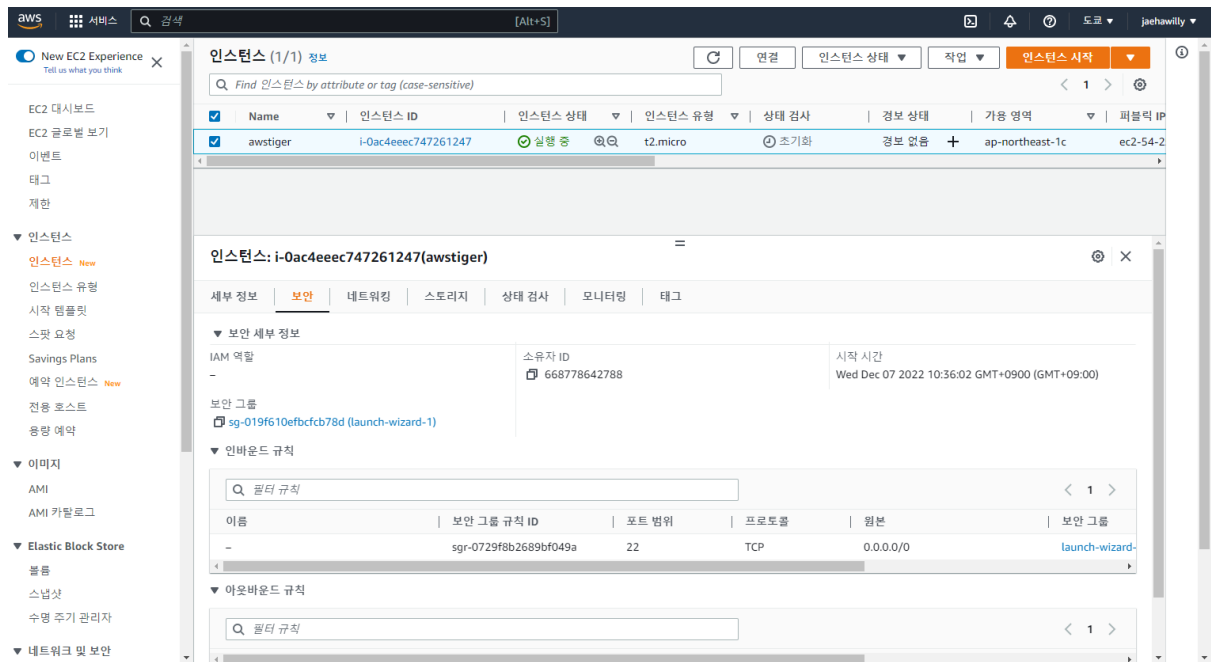 aws 서비스 검색 [Alt+S] 도쿄 ▼ jaehawilly ▼
New EC2 Experience
Tell us what you think
EC2 대시보드
EC2 글로벌 보기
이벤트
태그
제한
▼ 인스턴스
인스턴스 New
인스턴스 유형
시작 템플릿
스팟 요청
Savings Plans
예약 인스턴스 New
전용 호스트
용량 예약
▼ 이미지
AMI
AMI 카탈로그
▼ Elastic Block Store
볼륨
스냅샷
수명 주기 관리자
▼ 네트워크 및 보안
인스턴스 (1/1) 정보 연결 인스턴스 상태 ▼ 작업 ▼ 인스턴스 시작 ▼
Find 인스턴스 by attribute or tag (case-sensitive) < 1 >
Name ▽ 인스턴스 ID 인스턴스 상태 ▽ 인스턴스 유형 ▽ 상태 검사 경보 상태 가용 영역 ▽ 퍼블릭 IP
awstiger i-0ac4eeec747261247 실행 중 t2.micro 초기화 경보 없음 + ap-northeast-1c ec2-54-2
인스턴스: i-0ac4eeec747261247(awstiger)
세부 정보 보안 네트워킹 스토리지 상태 검사 모니터링 태그
▼ 보안 세부 정보
IAM 역할 소유자 ID 시작 시간
– 668778642788 Wed Dec 07 2022 10:36:02 GMT+0900 (GMT+09:00)
보안 그룹
sg-019f610efbcfcb78d (launch-wizard-1)
▼ 인바운드 규칙
필터 규칙 < 1 >
이름 보안 그룹 규칙 ID 포트 범위 프로토콜 원본 보안 그룹
– sgr-0729f8b2689bf049a 22 TCP 0.0.0.0/0 launch-wizard-
▼ 아웃바운드 규칙
필터 규칙 < 1 >